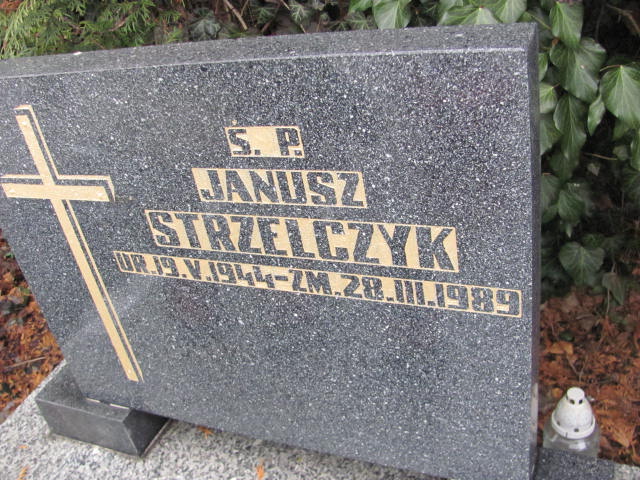 Ś. P.
JANUSZ
STRZELCZYK
UR.19.V.1944-ZM.28.III.1989